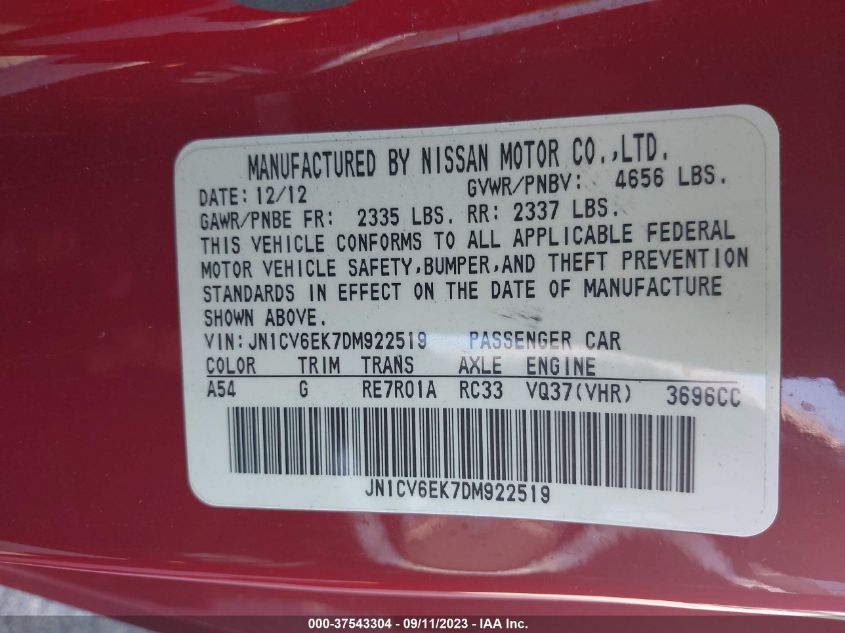 MANUFACTURED BY NISSAN MOTOR CO.,LTD.
DATE: 12/12 GVWR/PNBV: 4656 LBS.
GAWR/PNBE FR: 2335 LBS. RR: 2337 LBS.
THIS VEHICLE CONFORMS TO ALL APPLICABLE FEDERAL
MOTOR VEHICLE SAFETY,BUMPER,AND THEFT PREVENTION
STANDARDS IN EFFECT ON THE DATE OF MANUFACTURE
SHOWN ABOVE.
VIN:JN1CV6EK7DM922519 PASSENGER CAR
COLOR TRIM TRANS AXLE ENGINE
A54 G RE7R01A RC33 VQ37(VHR) 3696CC
JN1CV6EK7DM922519
000-37543304 - 09/11/2023 - IAA Inc.